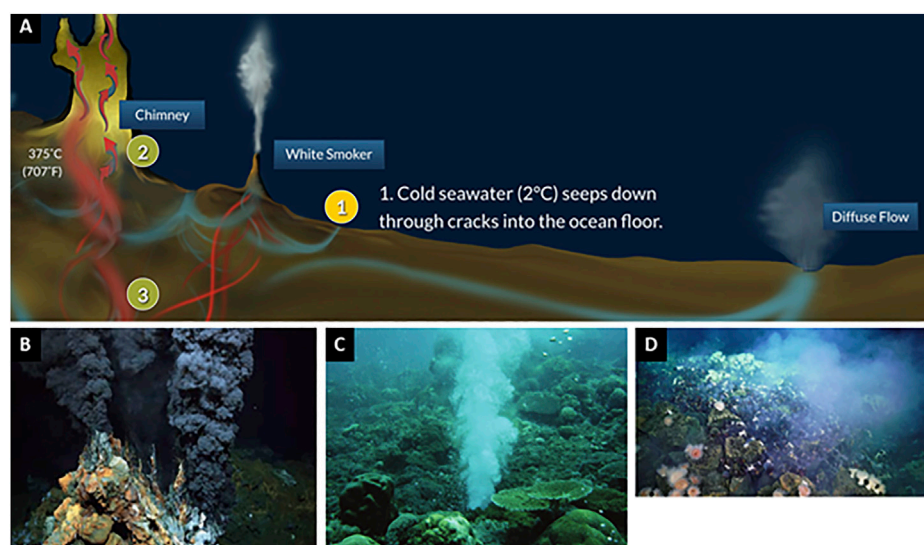 A
Chimney
2
375°C
(707°F)
White Smoker
1
1. Cold seawater (2°C) seeps down
through cracks into the ocean floor.
Diffuse Flow
3
B
C
D